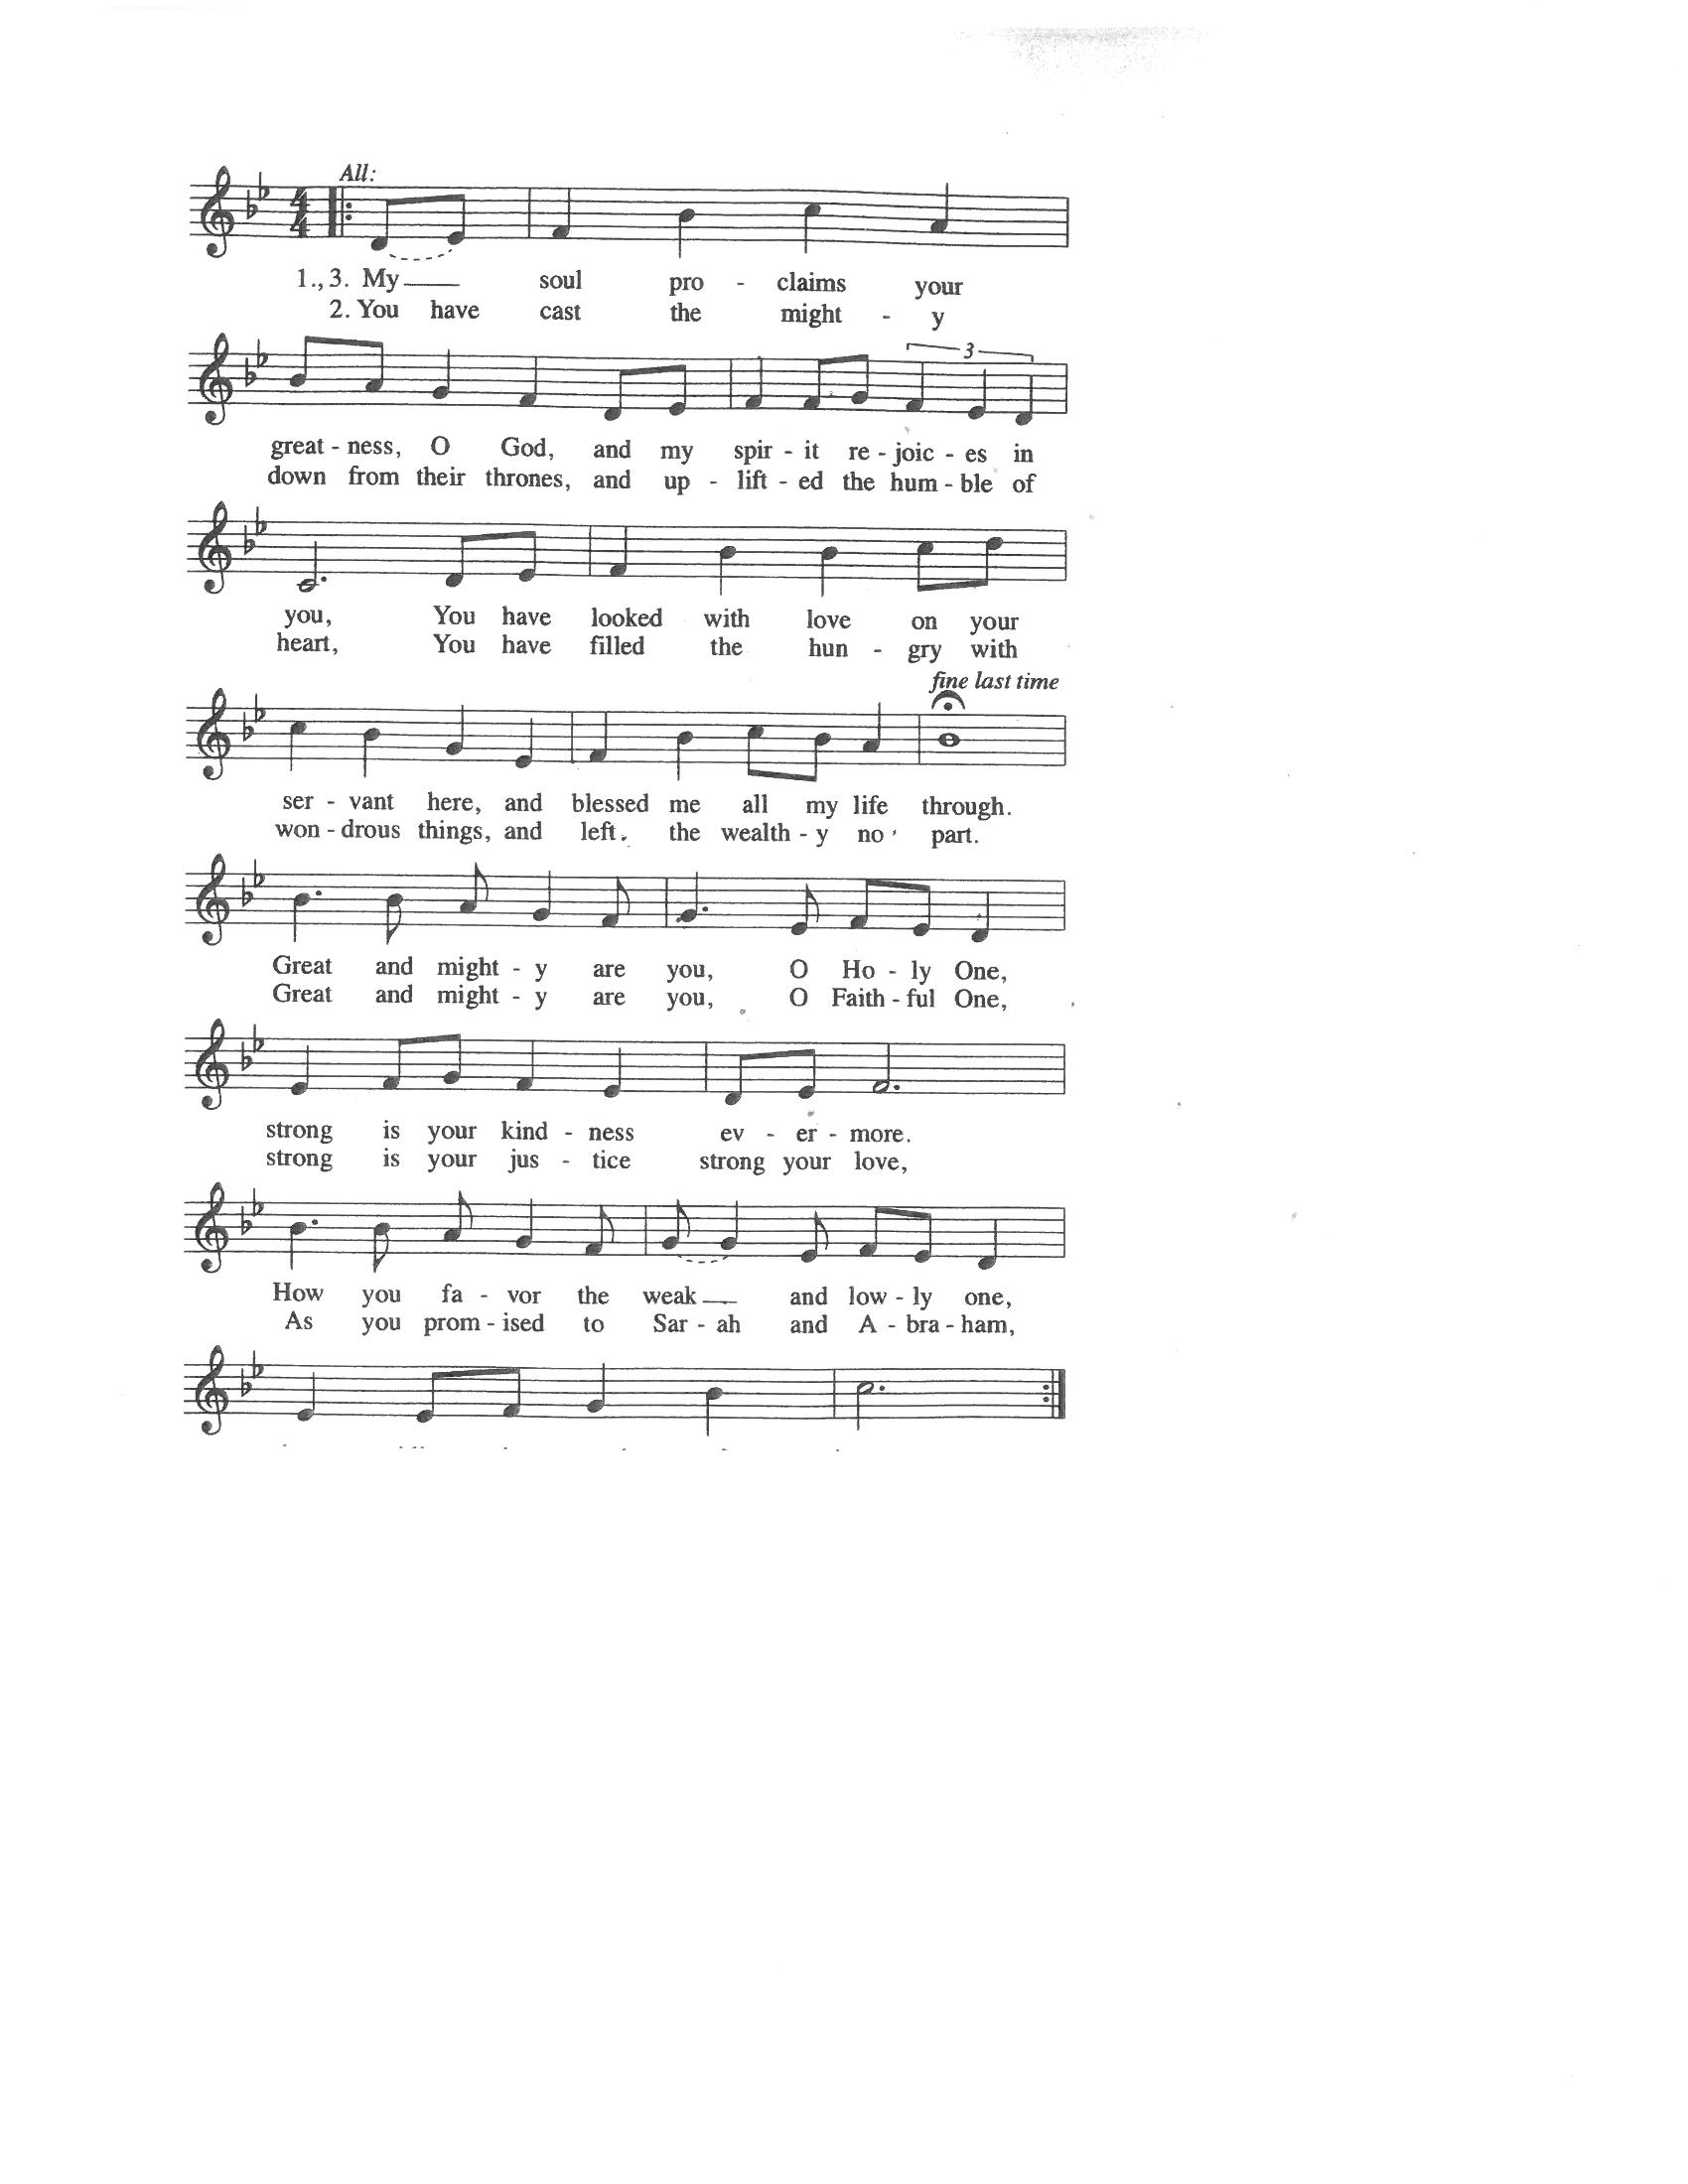 All:
1., 3. My soul pro - claims your
2. You have cast the might - y
3
great - ness, O God, and my spir - it re - joic - es in
down from their thrones, and up - lift - ed the hum - ble of
you, You have looked with love on your
heart, You have filled the hun - gry with
fine last time
ser - vant here, and blessed me all my life through.
won - drous things, and left the wealth - y no part.
Great and might - y are you, O Ho - ly One,
Great and might - y are you, O Faith - ful One,
strong is your kind - ness ev - er - more.
strong is your jus - tice strong your love,
How you fa - vor the weak and low - ly one,
As you prom - ised to Sar - ah and A - bra - ham,